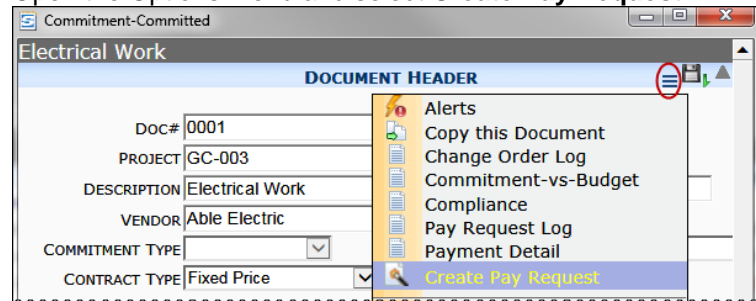 Commitment-Committed
Electrical Work
DOCUMENT HEADER
Alerts
DOC# 0001
Copy this Document
PROJECT GC-003
Change Order Log
Commitment-vs-Budget
DESCRIPTION Electrical Work
Compliance
VENDOR Able Electric
Pay Request Log
COMMITMENT TYPE
Payment Detail
CONTRACT TYPE Fixed Price
Create Pay Request